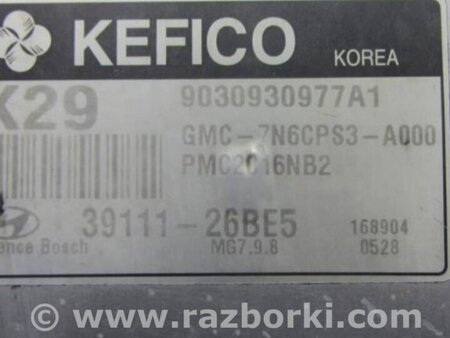 KEFICO
KOREA
K29
9030930977A1
GMC-7N6CPS3-A000
PMC2016NB2
39111-26BE5
168904
ence Bosch
MG7.9.8
0528
www.razborki.com